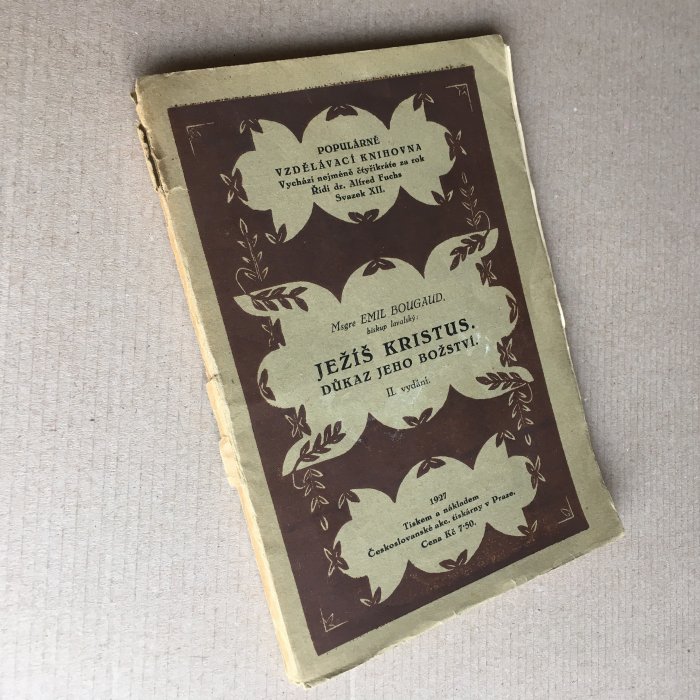 POPULÁRNĚ
VZDĚLÁVACÍ KNIHOVNA
Vychází nejméně čtyřikráte za rok
Řídí dr. Alfred Fuchs
Svazek XII.
Msgre EMIL BOUGAUD.
biskup lavalský:
JEŽÍŠ KRISTUS.
DŮKAZ JEHO BOŽSTVÍ.
II. vydání.
1927
Tiskem a nákladem
Českoslovanské akc. tiskárny v Praze.
Cena Kč 7·50.